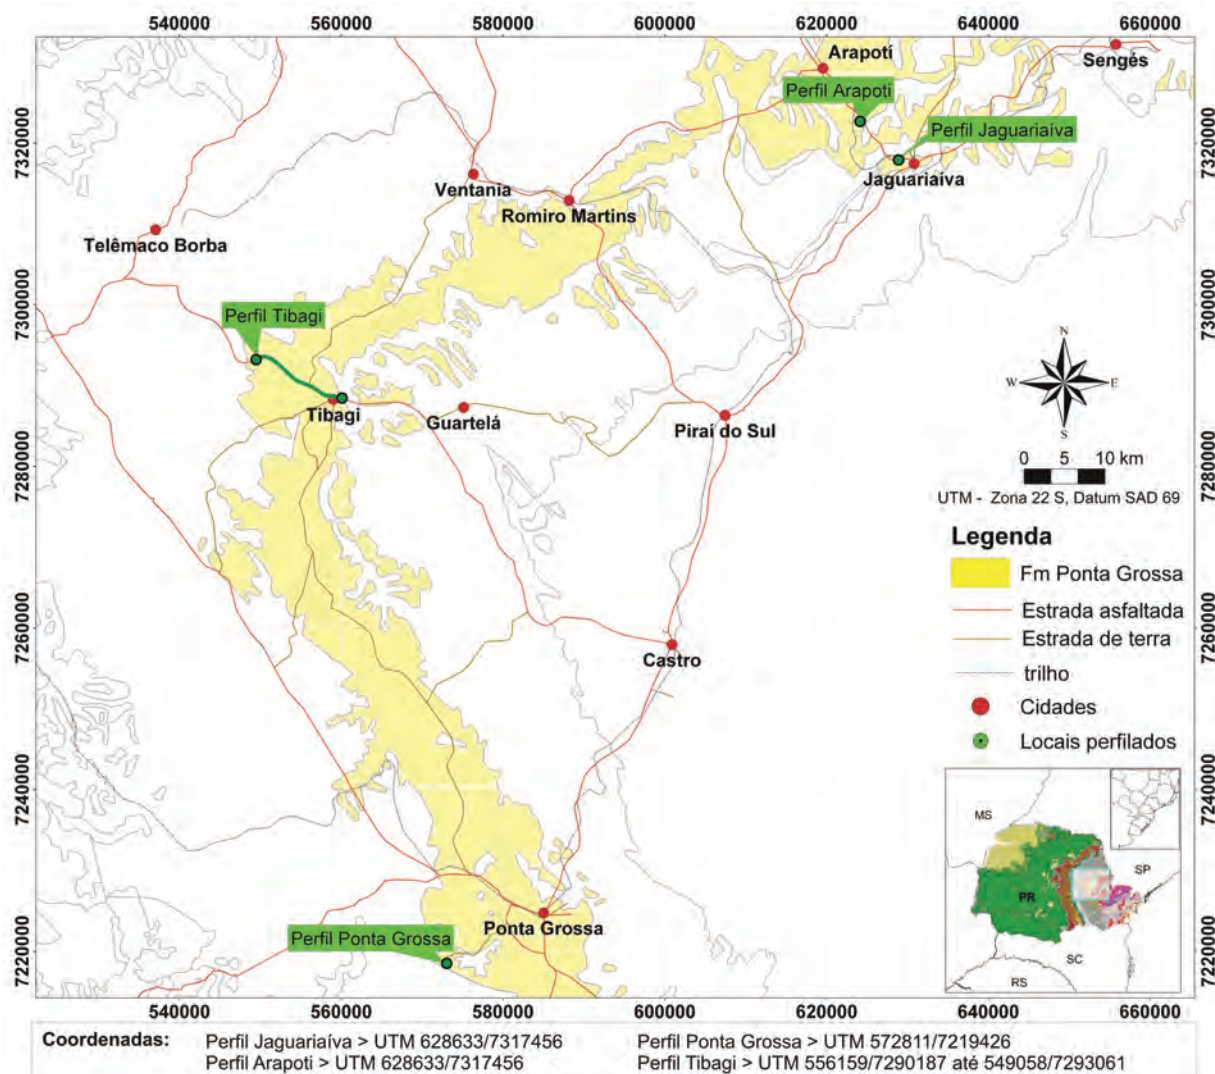 540000 560000 580000 600000 620000 640000 660000
Arapotí
Sengés
Perfil Arapoti
Perfil Jaguariaíva
7320000
7320000
Jaguariaíva
Ventania
Romiro Martins
Telêmaco Borba
7300000
7300000
Perfil Tibagi
N
W
E
S
Tibagi
Guartelá
Piraí do Sul
0 5 10 km
7280000
7280000
UTM - Zona 22 S, Datum SAD 69
Legenda
Fm Ponta Grossa
Estrada asfaltada
Estrada de terra
trilho
Cidades
Locais perfilados
7260000
7260000
Castro
7240000
7240000
MS
SP
PR
SC
RS
Ponta Grossa
Perfil Ponta Grossa
7220000
7220000
540000 560000 580000 600000 620000 640000 660000
Coordenadas: Perfil Jaguariaíva > UTM 628633/7317456 Perfil Ponta Grossa > UTM 572811/7219426
Perfil Arapoti > UTM 628633/7317456 Perfil Tibagi > UTM 556159/7290187 até 549058/7293061